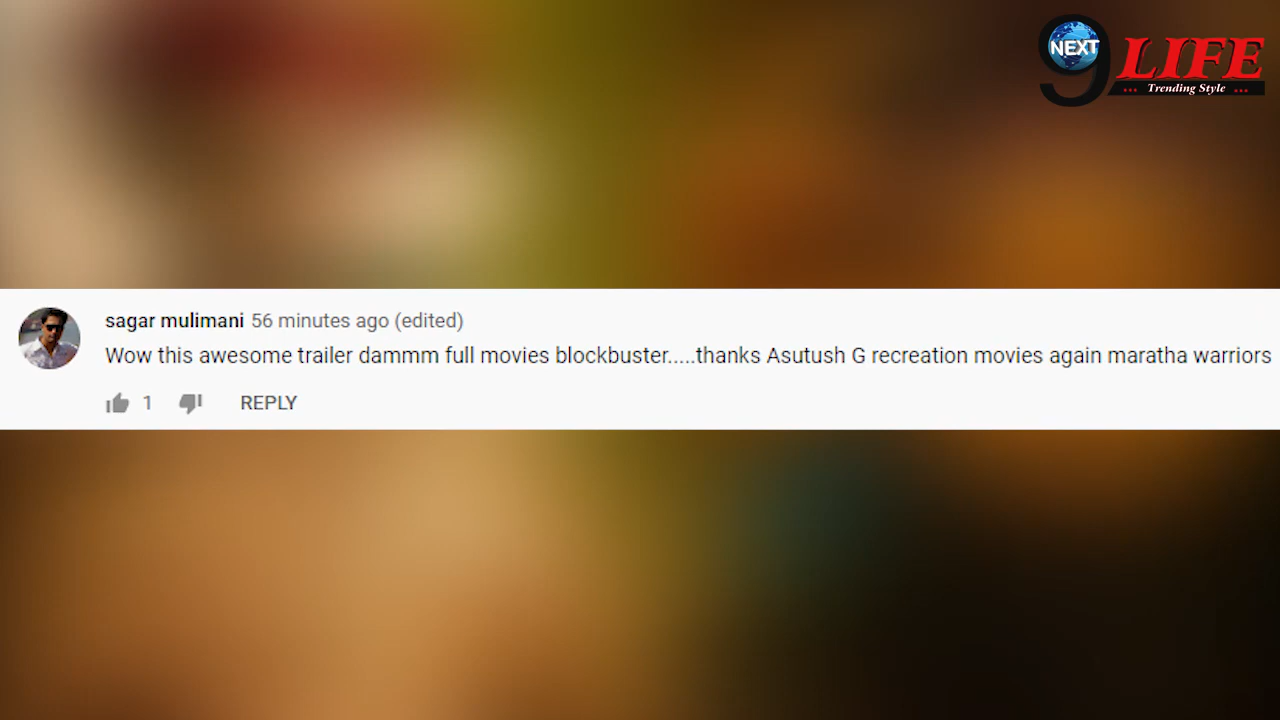 NEXT
9 LIFE
... Trending Style ...
sagar mulimani 56 minutes ago (edited)
Wow this awesome trailer dammm full movies blockbuster.....thanks Asutush G recreation movies again maratha warriors
1 REPLY